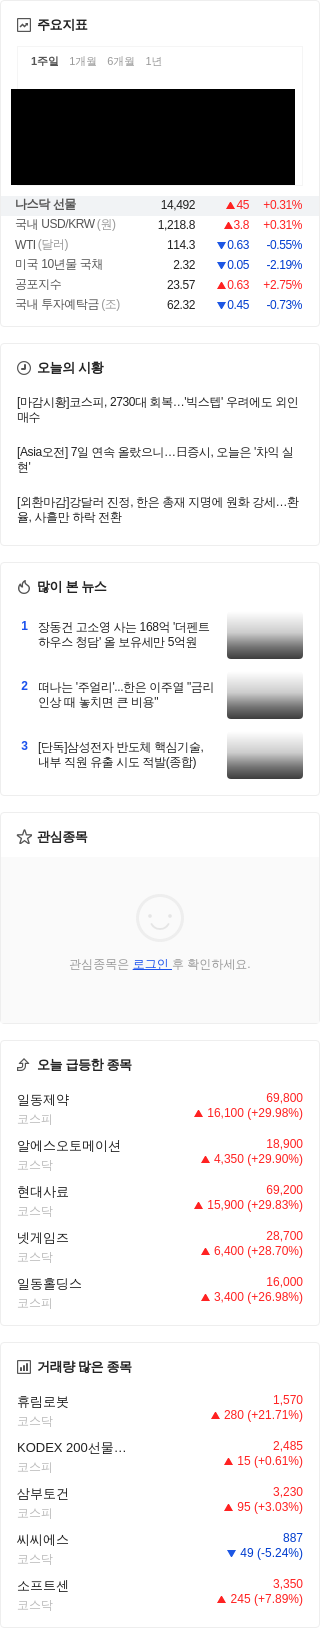 주요지표
1주일 1개월 6개월 1년
나스닥 선물 14,492 ▲45 +0.31%
국내 USD/KRW (원) 1,218.8 ▲3.8 +0.31%
WTI (달러) 114.3 ▼0.63 -0.55%
미국 10년물 국채 2.32 ▼0.05 -2.19%
공포지수 23.57 ▲0.63 +2.75%
국내 투자예탁금 (조) 62.32 ▼0.45 -0.73%
오늘의 시황
[마감시황]코스피, 2730대 회복…'빅스텝' 우려에도 외인
매수
[Asia오전] 7일 연속 올랐으니…日증시, 오늘은 '차익 실
현'
[외환마감]강달러 진정, 한은 총재 지명에 원화 강세…환
율, 사흘만 하락 전환
많이 본 뉴스
1 장동건 고소영 사는 168억 '더펜트
하우스 청담' 올 보유세만 5억원
2 떠나는 '주열리'...한은 이주열 "금리
인상 때 놓치면 큰 비용"
3 [단독]삼성전자 반도체 핵심기술,
내부 직원 유출 시도 적발(종합)
관심종목
관심종목은 로그인 후 확인하세요.
오늘 급등한 종목
일동제약 69,800
코스피 ▲ 16,100 (+29.98%)
알에스오토메이션 18,900
코스닥 ▲ 4,350 (+29.90%)
현대사료 69,200
코스닥 ▲ 15,900 (+29.83%)
넷게임즈 28,700
코스닥 ▲ 6,400 (+28.70%)
일동홀딩스 16,000
코스피 ▲ 3,400 (+26.98%)
거래량 많은 종목
휴림로봇 1,570
코스닥 ▲ 280 (+21.71%)
KODEX 200선물… 2,485
코스피 ▲ 15 (+0.61%)
삼부토건 3,230
코스피 ▲ 95 (+3.03%)
씨씨에스 887
코스닥 ▼ 49 (-5.24%)
소프트센 3,350
코스닥 ▲ 245 (+7.89%)